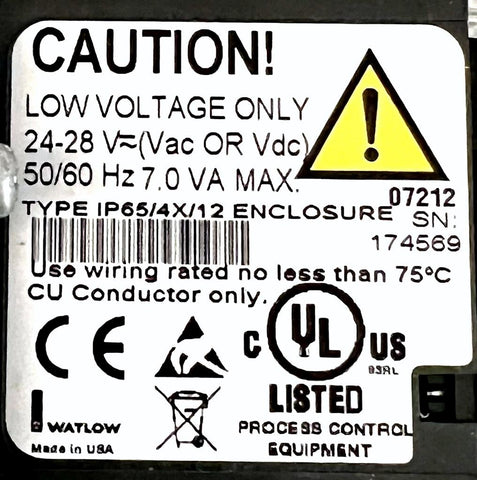 CAUTION!
LOW VOLTAGE ONLY
24-28 V≂(Vac OR Vdc)
50/60 Hz 7.0 VA MAX.
07212
TYPE IP65/4X/12 ENCLOSURE SN:
174569
Use wiring rated no less than 75°C
CU Conductor only.
CE
C UL US
93RL
LISTED
WATLOW
PROCESS CONTROL
Made in USA
EQUIPMENT